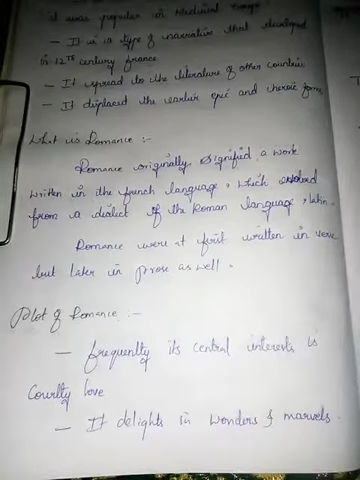 it was popular in Medieval Europe
- It is a type of narrative that developed
in 12TH century france
- It spread to the literature of other countries
- It displaced the earlier epic and heroic forms
What is Romance :-
Romance originally signified a work
written in the french language, which evolved
from a dialect of the Roman language, latin.
Romance were at first written in verse
but later in prose as well.
Plot of Romance :-
- frequently its central interests is
Courtly love
- It delights in wonders & marvels.